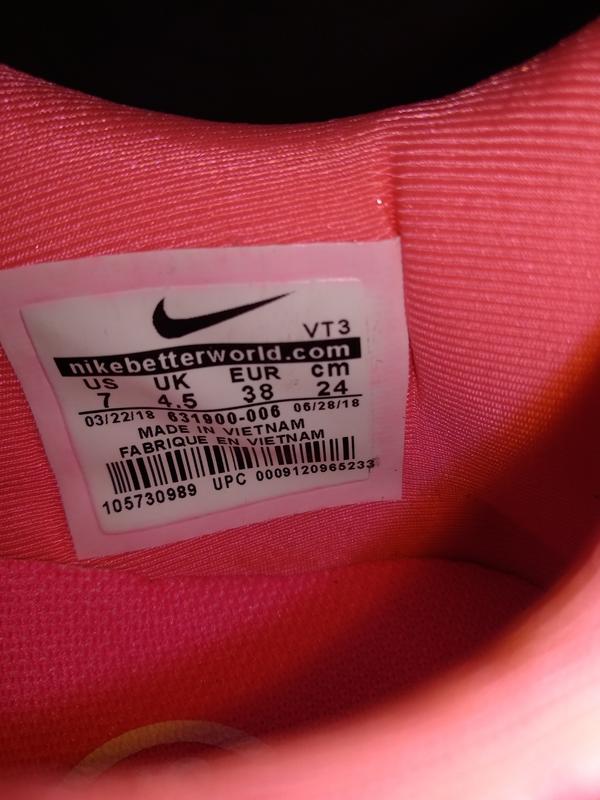 VT3
nikebetterworld.com
US UK EUR cm
7 4.5 38 24
03/22/18 631900-006 06/28/18
MADE IN VIETNAM
FABRIQUE EN VIETNAM
105730989 UPC 0009120965233